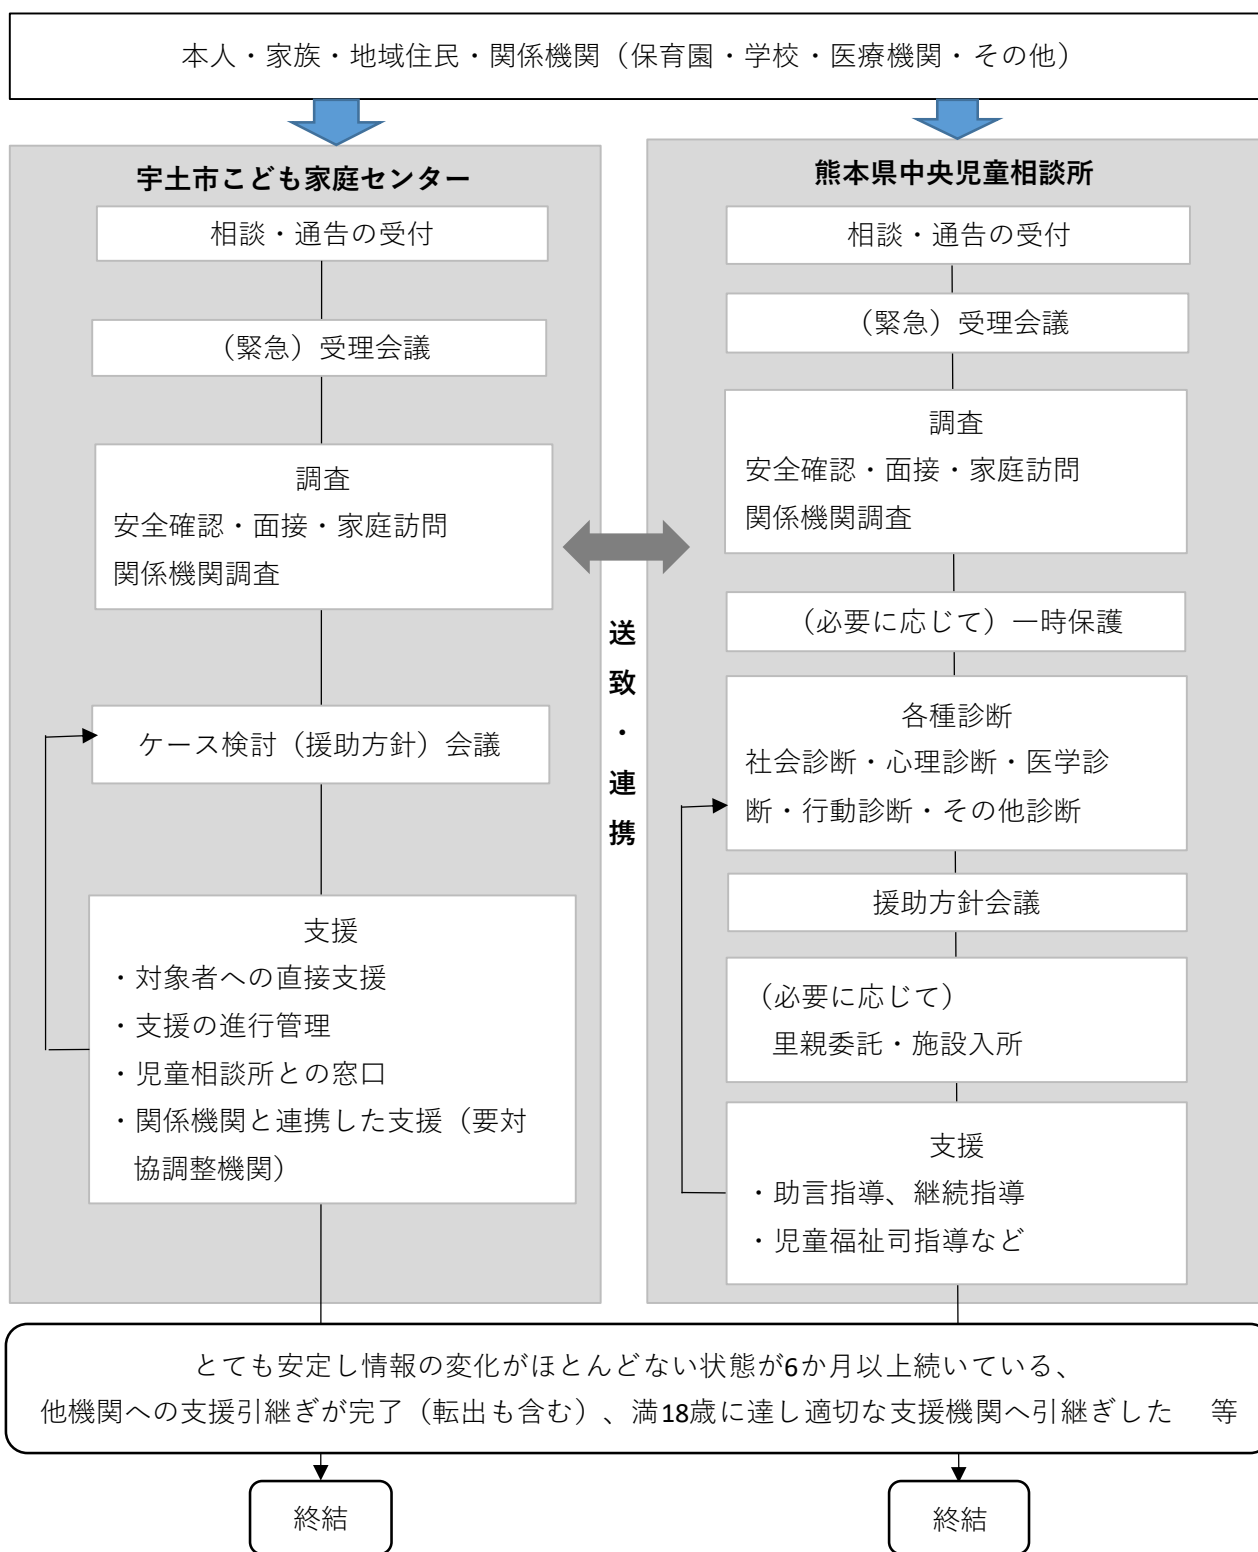 本人・家族・地域住民・関係機関（保育園・学校・医療機関・その他）
宇土市こども家庭センター
相談・通告の受付
（緊急）受理会議
調査
安全確認・面接・家庭訪問
関係機関調査
ケース検討（援助方針）会議
支援
・対象者への直接支援
・支援の進行管理
・児童相談所との窓口
・関係機関と連携した支援（要対
協調整機関）
送致・連携
熊本県中央児童相談所
相談・通告の受付
（緊急）受理会議
調査
安全確認・面接・家庭訪問
関係機関調査
（必要に応じて）一時保護
各種診断
社会診断・心理診断・医学診
断・行動診断・その他診断
援助方針会議
（必要に応じて）
里親委託・施設入所
支援
・助言指導、継続指導
・児童福祉司指導など
とても安定し情報の変化がほとんどない状態が6か月以上続いている、
他機関への支援引継ぎが完了（転出も含む）、満18歳に達し適切な支援機関へ引継ぎした　等
終結
終結